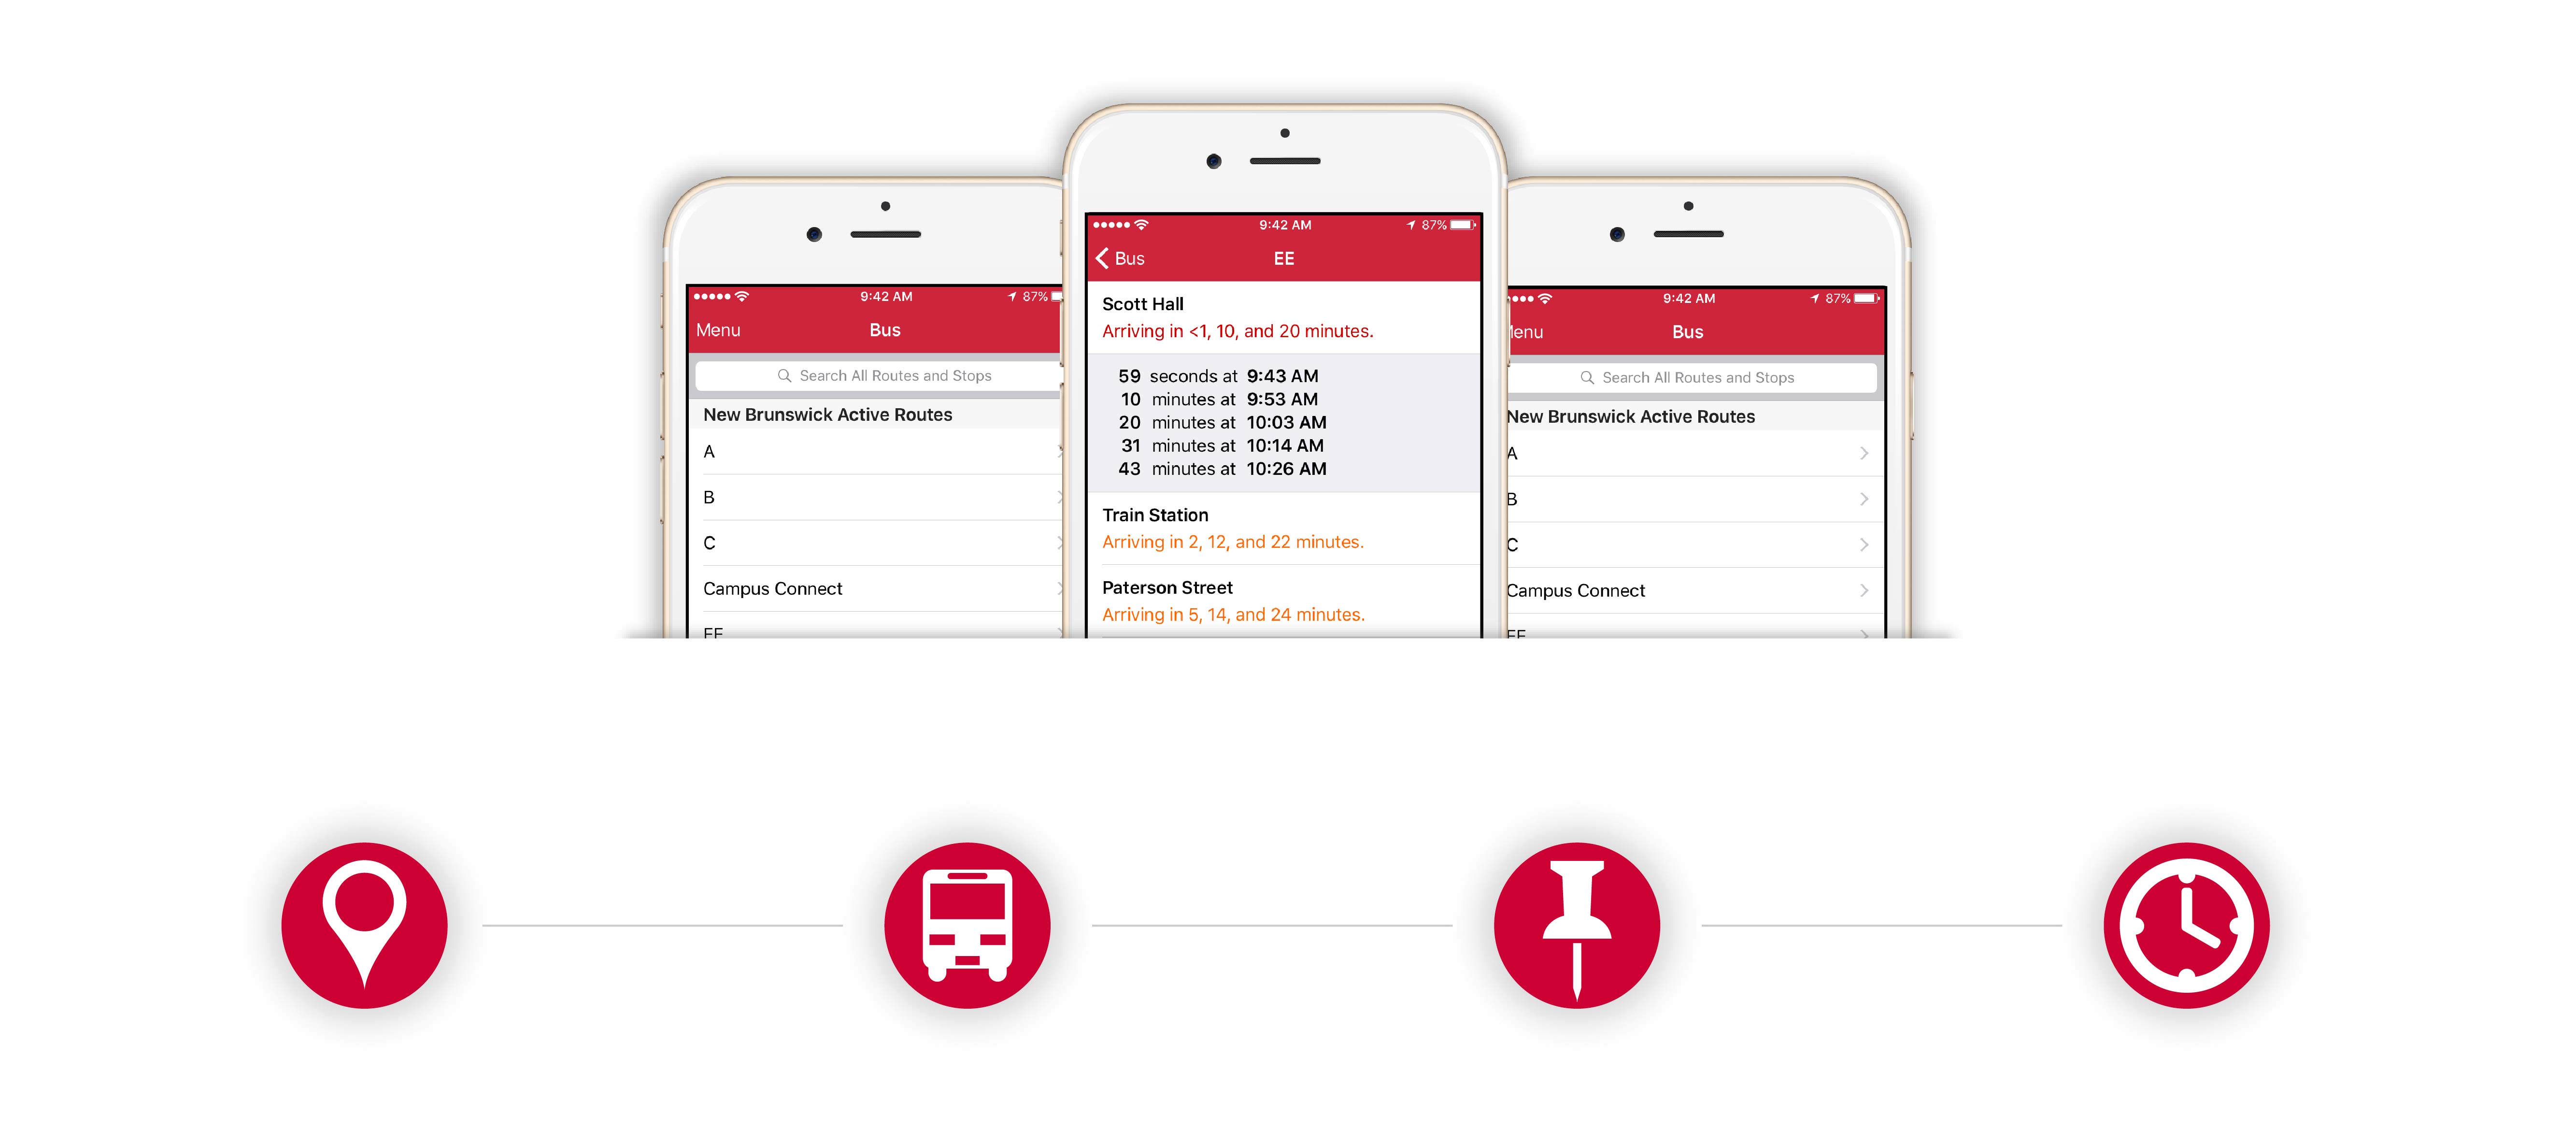 9:42 AM
87%
Menu
Bus
Search All Routes and Stops
New Brunswick Active Routes
A
B
C
Campus Connect
EE
9:42 AM
87%
Bus
EE
Scott Hall
Arriving in <1, 10, and 20 minutes.
59 seconds at 9:43 AM
10 minutes at 9:53 AM
20 minutes at 10:03 AM
31 minutes at 10:14 AM
43 minutes at 10:26 AM
Train Station
Arriving in 2, 12, and 22 minutes.
Paterson Street
Arriving in 5, 14, and 24 minutes.
9:42 AM
87%
enu
Bus
Search All Routes and Stops
New Brunswick Active Routes
A
B
C
Campus Connect
EE